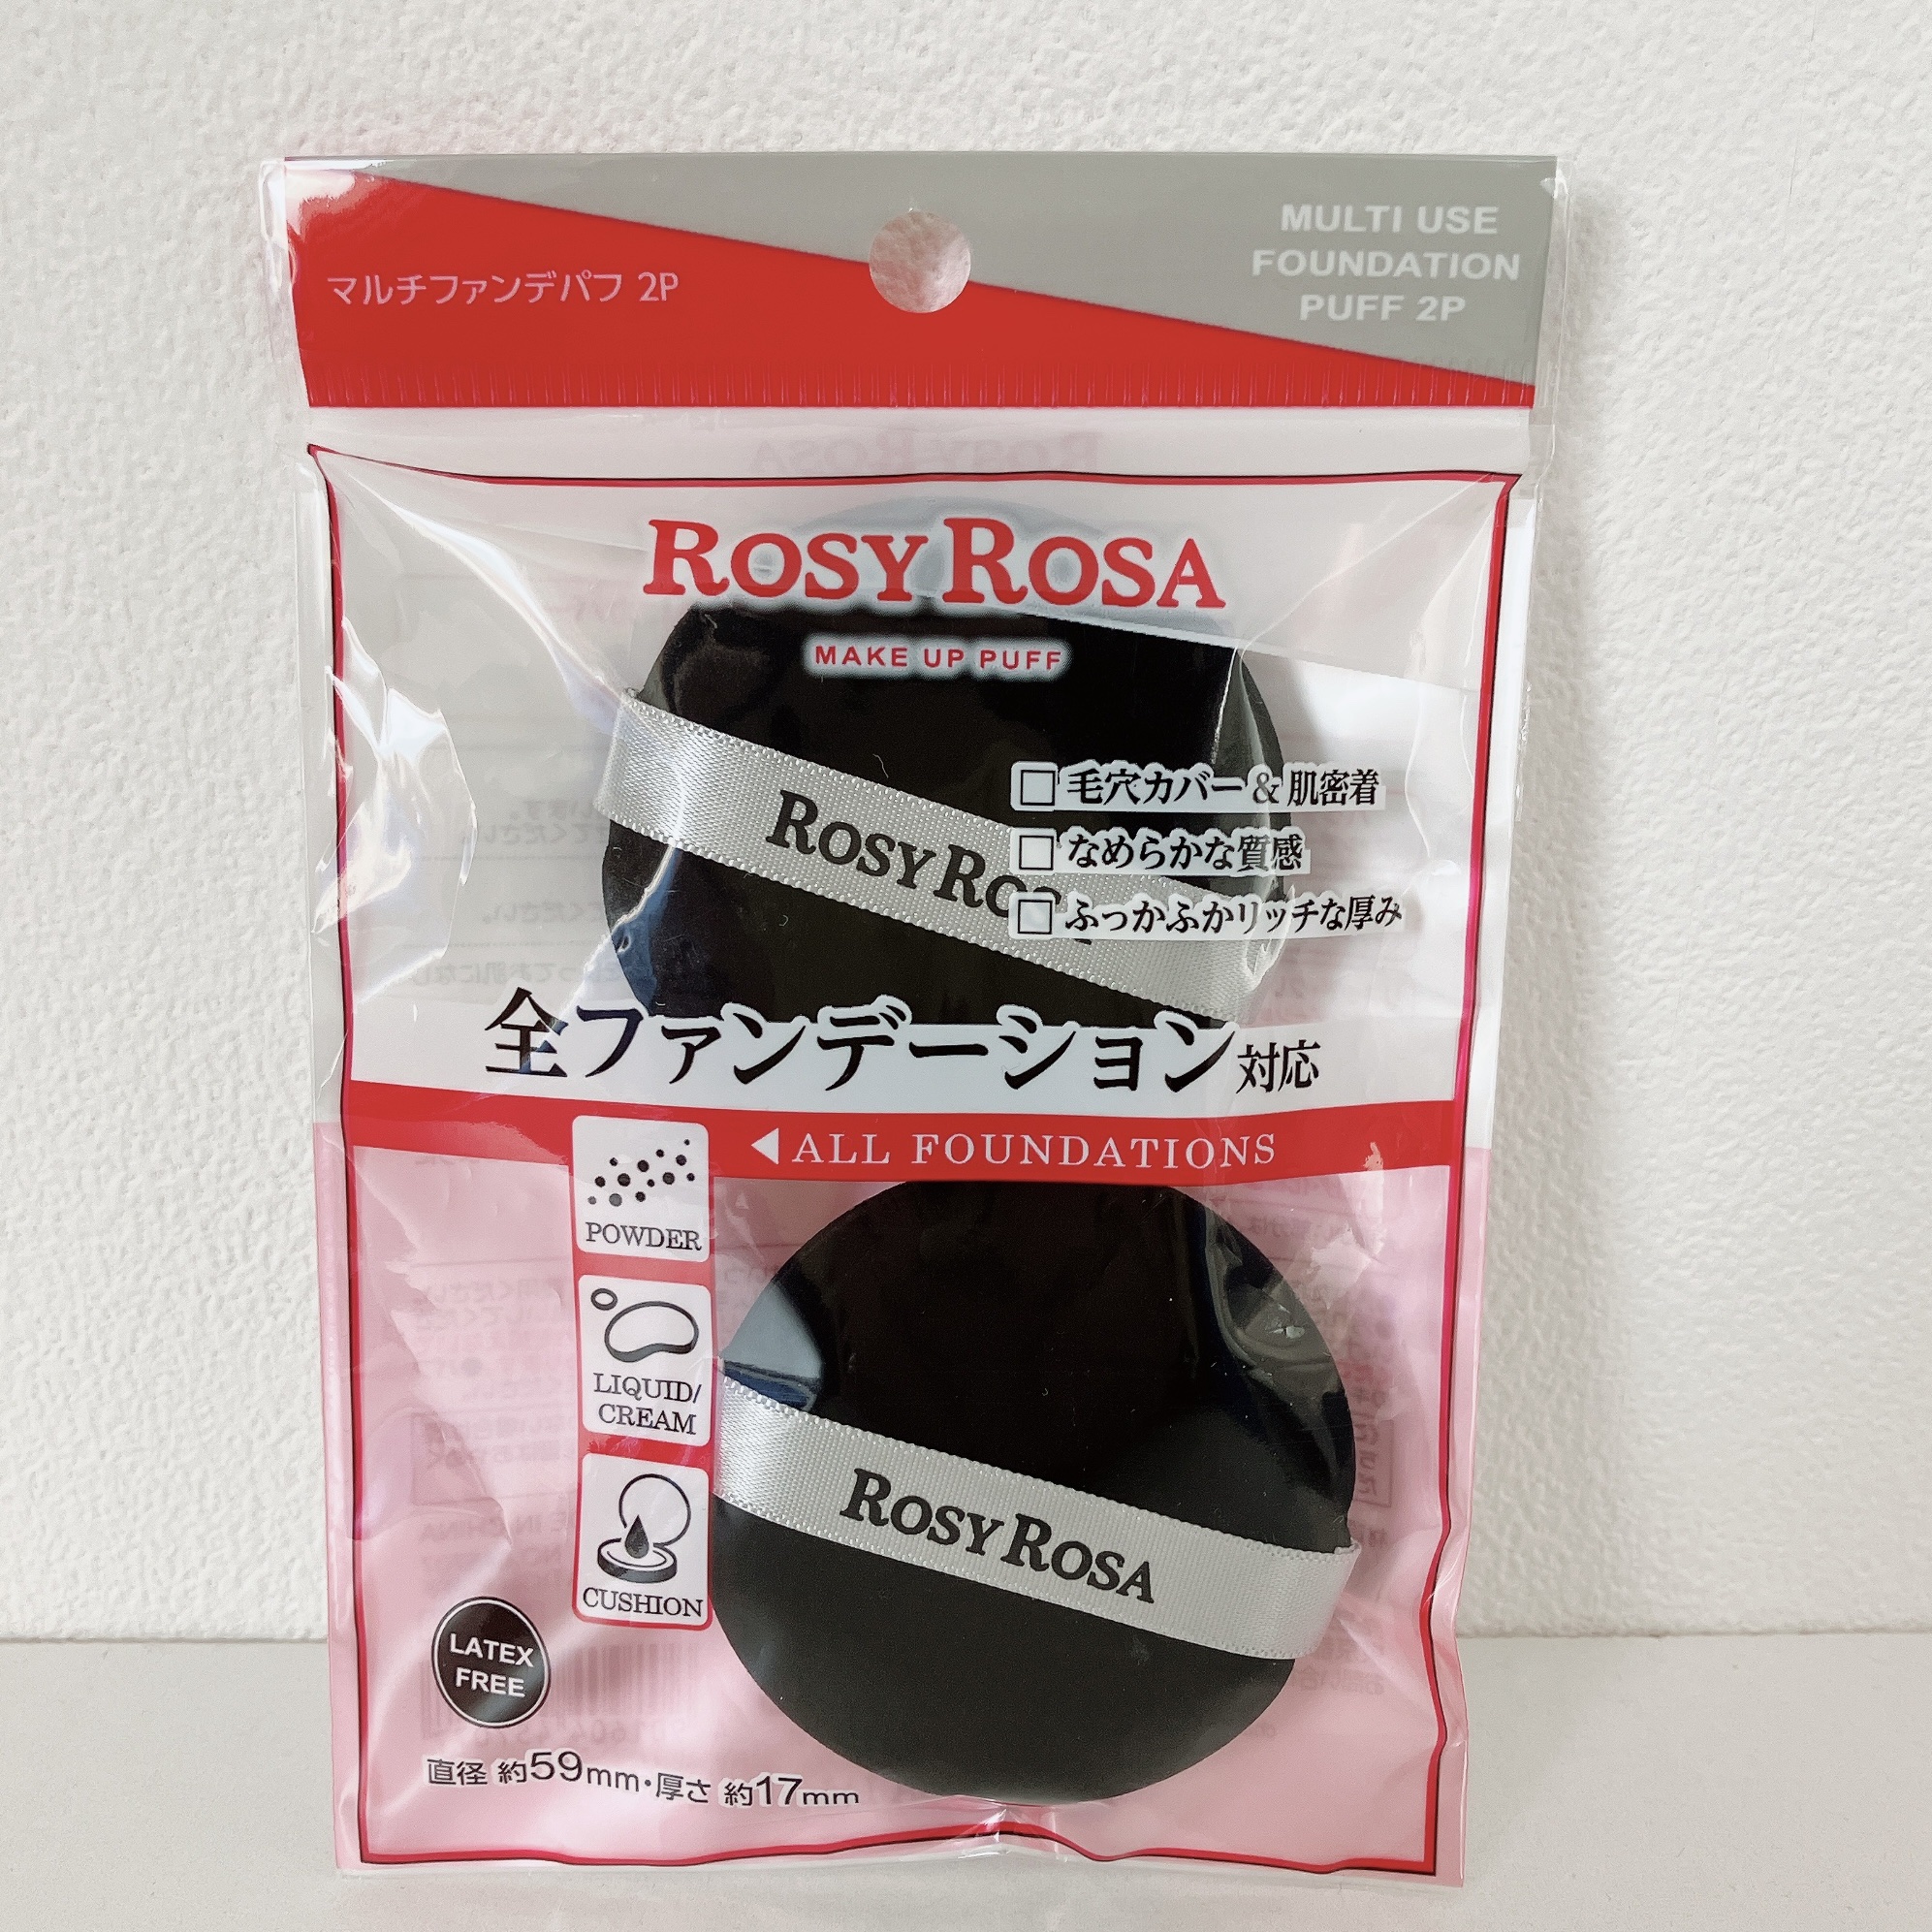 マルチファンデパフ 2P
MULTI USE
FOUNDATION
PUFF 2P
ROSY ROSA
MAKE UP PUFF
ROSY ROS
□毛穴カバー&肌密着
□なめらかな質感
□ふっかふかリッチな厚み
全ファンデーション対応
◀ALL FOUNDATIONS
POWDER
LIQUID/
CREAM
CUSHION
ROSY ROSA
LATEX
FREE
直径 約59mm・厚さ 約17mm